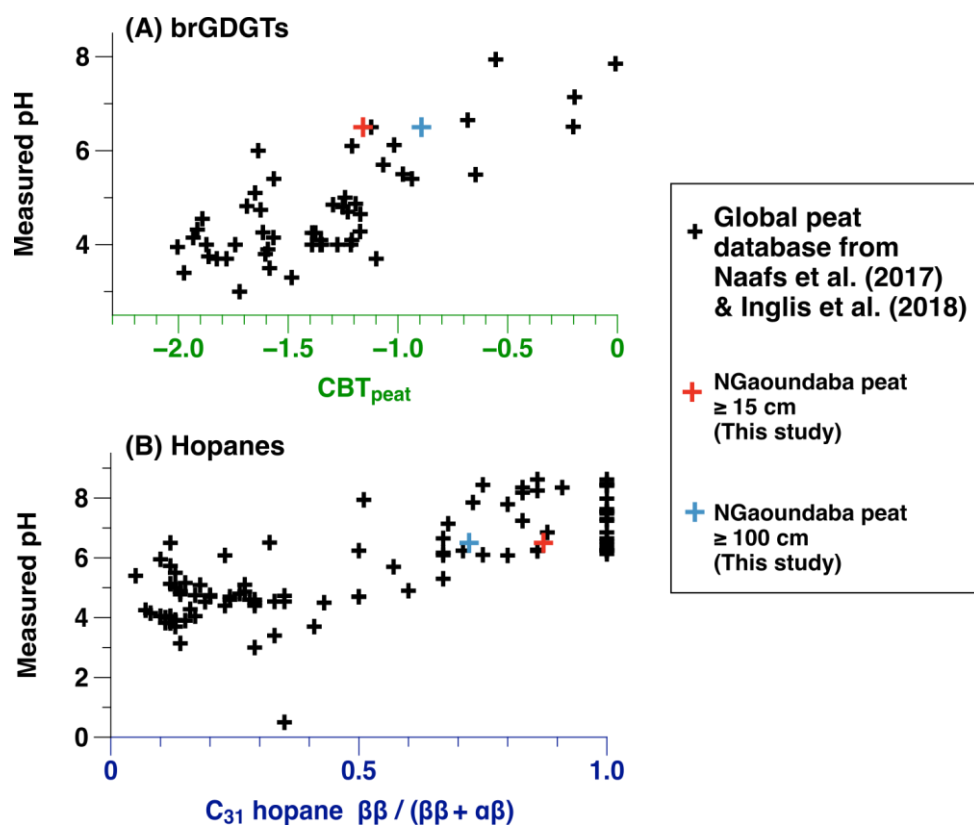 (A) brGDGTs
Measured pH
8
6
4
−2.0
−1.5
−1.0
−0.5
0
CBTpeat
(B) Hopanes
Measured pH
8
6
4
2
0
0
0.5
1.0
C31 hopane ββ / (ββ + αβ)
Global peat
database from
Naafs et al. (2017)
& Inglis et al. (2018)
NGaoundaba peat
≥ 15 cm
(This study)
NGaoundaba peat
≥ 100 cm
(This study)